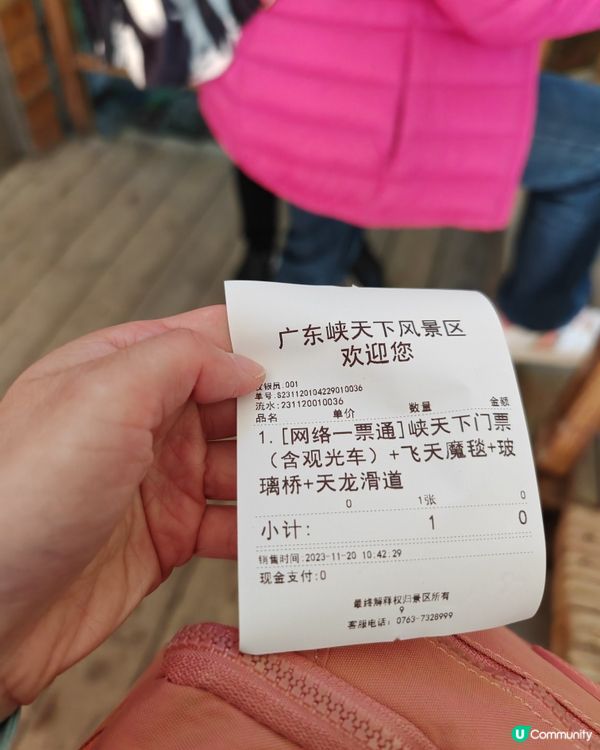 广东峡天下风景区
欢迎您
收银员:001
单号:S231120104229010036
流水:231120010036
品名 单价 数量 金额
1.[网络一票通]峡天下门票
（含观光车）+飞天魔毯+玻
璃桥+天龙滑道
0 1张 0
小计: 1 0
销售时间:2023-11-20 10:42:29
现金支付:0
最终解释权归景区所有
9
客服电话: 0763-7328999
U Community